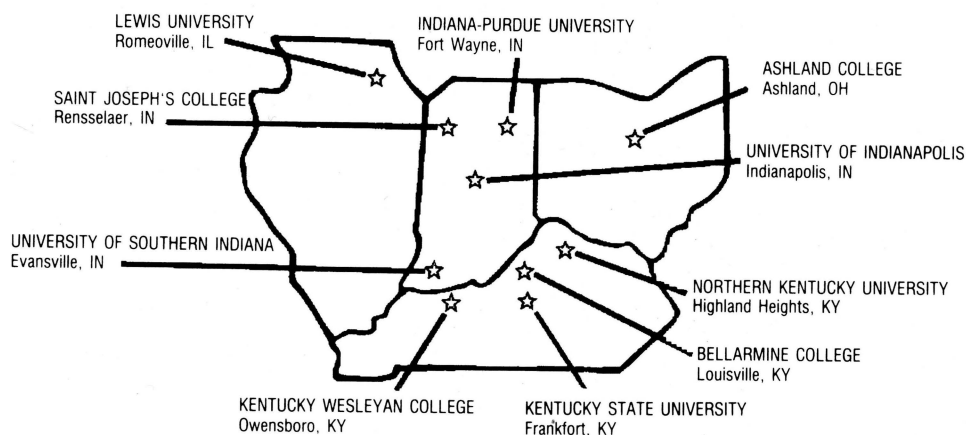 LEWIS UNIVERSITY
Romeoville, IL
INDIANA-PURDUE UNIVERSITY
Fort Wayne, IN
ASHLAND COLLEGE
Ashland, OH
SAINT JOSEPH'S COLLEGE
Rensselaer, IN
UNIVERSITY OF INDIANAPOLIS
Indianapolis, IN
UNIVERSITY OF SOUTHERN INDIANA
Evansville, IN
NORTHERN KENTUCKY UNIVERSITY
Highland Heights, KY
BELLARMINE COLLEGE
Louisville, KY
KENTUCKY WESLEYAN COLLEGE
Owensboro, KY
KENTUCKY STATE UNIVERSITY
Frankfort, KY